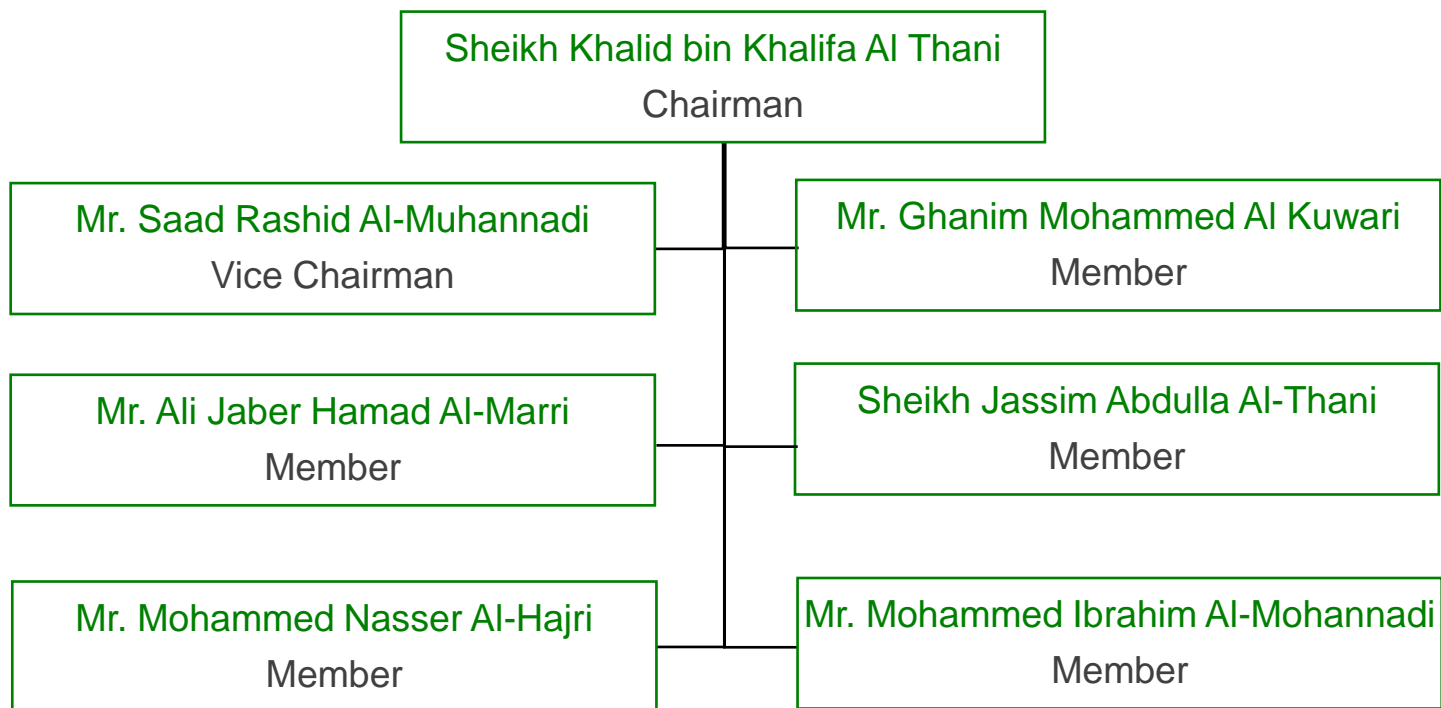 Sheikh Khalid bin Khalifa Al Thani
Chairman
Mr. Saad Rashid Al-Muhannadi
Vice Chairman
Mr. Ghanim Mohammed Al Kuwari
Member
Mr. Ali Jaber Hamad Al-Marri
Member
Sheikh Jassim Abdulla Al-Thani
Member
Mr. Mohammed Nasser Al-Hajri
Member
Mr. Mohammed Ibrahim Al-Mohannadi
Member